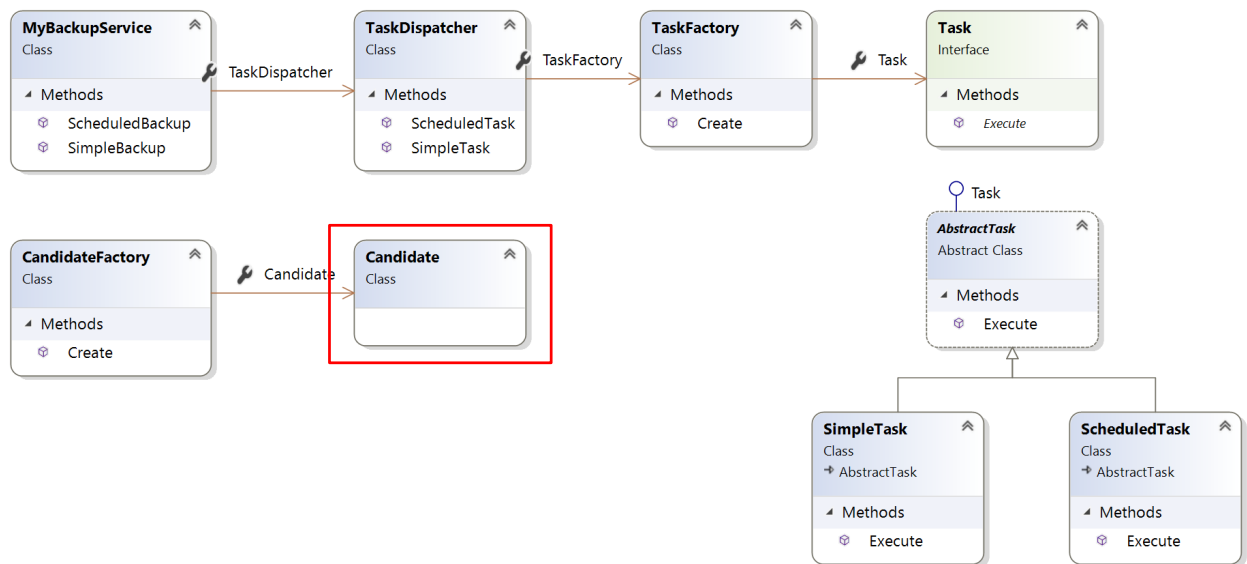 MyBackupService
Class
Methods
ScheduledBackup
SimpleBackup
TaskDispatcher
TaskDispatcher
Class
Methods
ScheduledTask
SimpleTask
TaskFactory
TaskFactory
Class
Methods
Create
Task
Task
Interface
Methods
Execute
CandidateFactory
Class
Methods
Create
Candidate
Candidate
Class
Task
AbstractTask
Abstract Class
Methods
Execute
SimpleTask
Class
AbstractTask
Methods
Execute
ScheduledTask
Class
AbstractTask
Methods
Execute